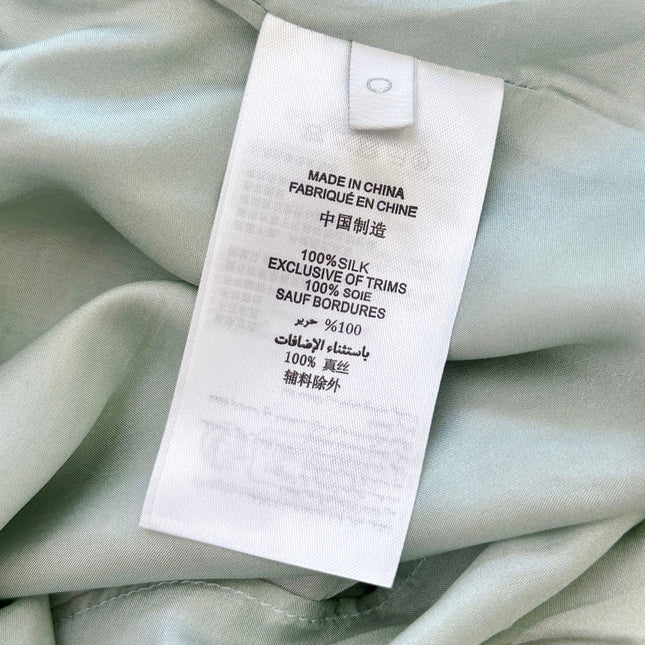 0
MADE IN CHINA
FABRIQUÉ EN CHINE
中国制造
100%SILK
EXCLUSIVE OF TRIMS
100% SOIE
SAUF BORDURES
%100 حرير
باستثناء الإضافات
100% 真丝
辅料除外